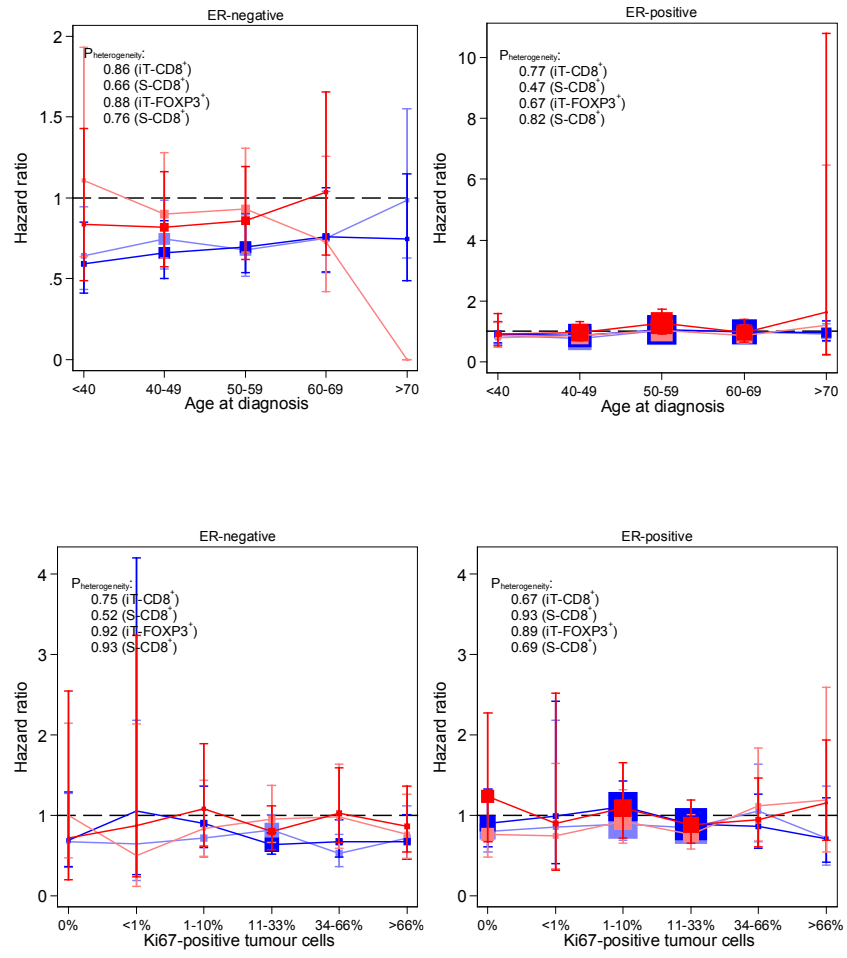 ER-negative
P heterogeneity:
0.86 (iT-CD8+)
0.66 (S-CD8+)
0.88 (iT-FOXP3+)
0.76 (S-CD8+)
Hazard ratio
2
1.5
1
.5
0
<40
40-49
50-59
60-69
>70
Age at diagnosis
ER-positive
P heterogeneity:
0.77 (iT-CD8+)
0.47 (S-CD8+)
0.67 (iT-FOXP3+)
0.82 (S-CD8+)
Hazard ratio
10
8
6
4
2
1
0
<40
40-49
50-59
60-69
>70
Age at diagnosis
ER-negative
P heterogeneity:
0.75 (iT-CD8+)
0.52 (S-CD8+)
0.92 (iT-FOXP3+)
0.93 (S-CD8+)
Hazard ratio
4
3
2
1
0
0%
<1%
1-10%
11-33%
34-66%
>66%
Ki67-positive tumour cells
ER-positive
P heterogeneity:
0.67 (iT-CD8+)
0.93 (S-CD8+)
0.89 (iT-FOXP3+)
0.69 (S-CD8+)
Hazard ratio
4
3
2
1
0
0%
<1%
1-10%
11-33%
34-66%
>66%
Ki67-positive tumour cells